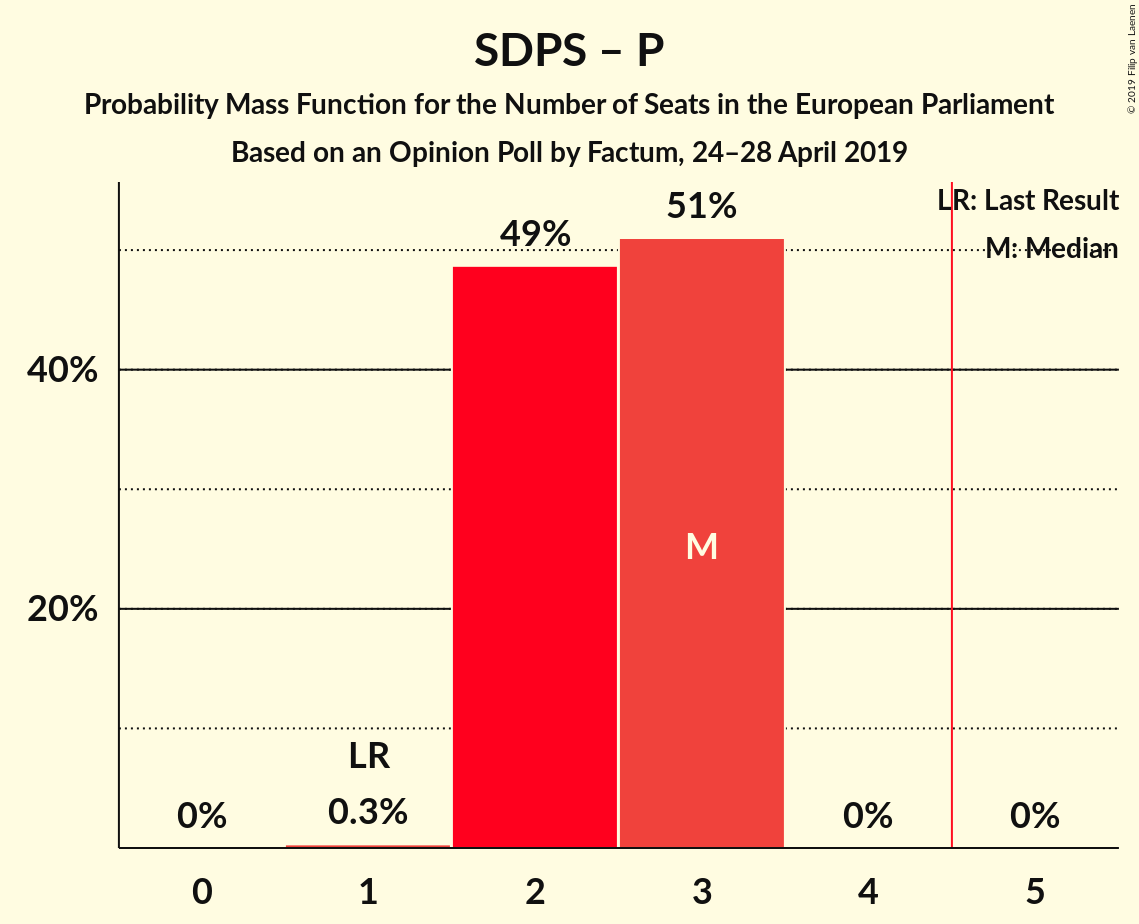 SDPS – P
Probability Mass Function for the Number of Seats in the European Parliament
Based on an Opinion Poll by Factum, 24–28 April 2019
© 2019 Filip van Laenen
LR: Last Result
M: Median
51%
49%
40%
M
20%
LR
0%
0.3%
0%
0%
0 1 2 3 4 5